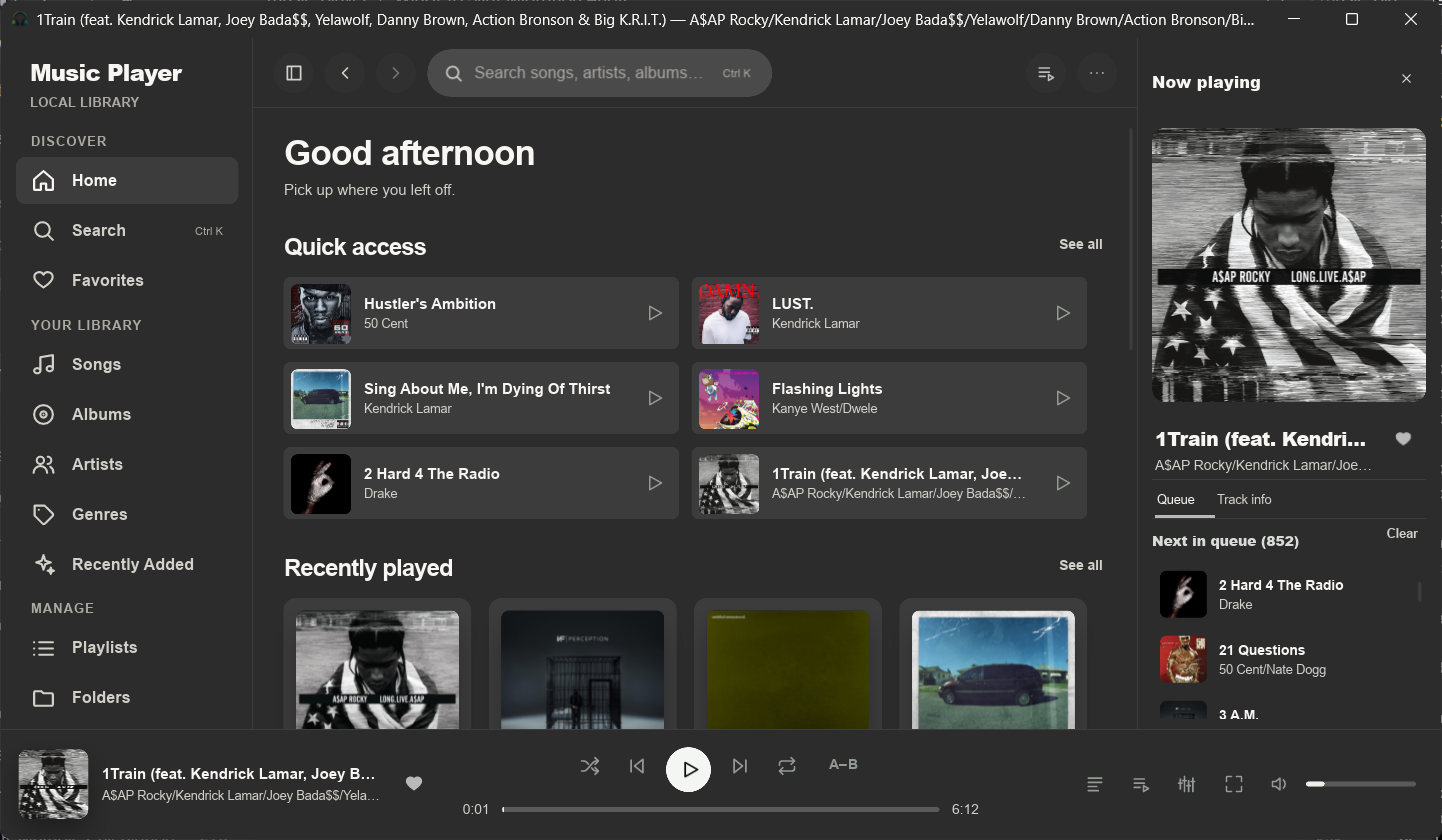 1Train (feat. Kendrick Lamar, Joey Bada$$, Yelawolf, Danny Brown, Action Bronson & Big K.R.I.T.) — A$AP Rocky/Kendrick Lamar/Joey Bada$$/Yelawolf/Danny Brown/Action Bronson/Bi...
Music Player
LOCAL LIBRARY
DISCOVER
Home
Search Ctrl K
Favorites
YOUR LIBRARY
Songs
Albums
Artists
Genres
Recently Added
MANAGE
Playlists
Folders
Search songs, artists, albums... Ctrl K
Good afternoon
Pick up where you left off.
Quick access See all
Hustler's Ambition
50 Cent
DAMN.
LUST.
Kendrick Lamar
Sing About Me, I'm Dying Of Thirst
Kendrick Lamar
Flashing Lights
Kanye West/Dwele
2 Hard 4 The Radio
Drake
1Train (feat. Kendrick Lamar, Joe...
A$AP Rocky/Kendrick Lamar/Joey Bada$$/...
Recently played See all
A$AP ROCKY LONG.LIVE.A$AP
NF PERCEPTION
Now playing
A$AP ROCKY LONG.LIVE.A$AP
1Train (feat. Kendri...
A$AP Rocky/Kendrick Lamar/Joe...
Queue Track info
Next in queue (852) Clear
2 Hard 4 The Radio
Drake
21 Questions
50 Cent/Nate Dogg
3 A.M.
1Train (feat. Kendrick Lamar, Joey B...
A$AP Rocky/Kendrick Lamar/Joey Bada$$/Yela...
A–B
0:01 6:12